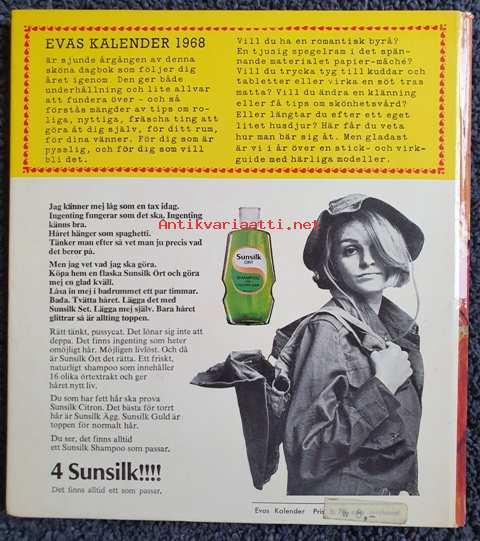 EVAS KALENDER 1968
är sjunde årgången av denna
sköna dagbok som följer dig
året igenom. Den ger både
underhållning och lite allvar
att fundera över - och så
förstås mängder av tips om ro-
liga, nyttiga, fräscha ting att
göra åt dig själv, för ditt rum,
för dina vänner. För dig som är
pysslig, och för dig som vill
bli det.
Vill du ha en romantisk byrå?
En tjusig spegelram i det spän-
nande materialet papier-mâché?
Vill du trycka tyg till kuddar och
tabletter eller virka en söt tras
matta? Vill du ändra en klänning
eller få tips om skönhetsvård?
Eller längtar du efter ett eget
litet husdjur? Här får du veta
hur man bär sig åt. Men gladast
är vi i år över en stick- och virk-
guide med härliga modeller.
Antikvariaatti.net
Jag känner mej låg som en tax idag.
Ingenting fungerar som det ska. Ingenting
känns bra.
Håret hänger som spaghetti.
Tänker man efter så vet man ju precis vad
det beror på.
Men jag vet vad jag ska göra.
Köpa hem en flaska Sunsilk Ört och göra
mej en glad kväll.
Låsa in mej i badrummet ett par timmar.
Bada. Tvätta håret. Lägga det med
Sunsilk Set. Lägga mej själv. Bara håret
glittrar så är allting toppen.
Rätt tänkt, pussycat. Det lönar sig inte att
deppa. Det finns ingenting som heter
omöjligt hår. Möjligen livlöst. Och då
är Sunsilk Ört det rätta. Ett friskt,
naturligt shampoo som innehåller
16 olika örtextrakt och ger
håret nytt liv.
Du som har fett hår ska prova
Sunsilk Citron. Det bästa för torrt
hår är Sunsilk Ägg. Sunsilk Guld är
toppen för normalt hår.
Du ser, det finns alltid
ett Sunsilk Shampoo som passar.
4 Sunsilk!!!!
Det finns alltid ett som passar.
Sunsilk
ÖRT
SHAMPOO
Evas Kalender Pris
8,-